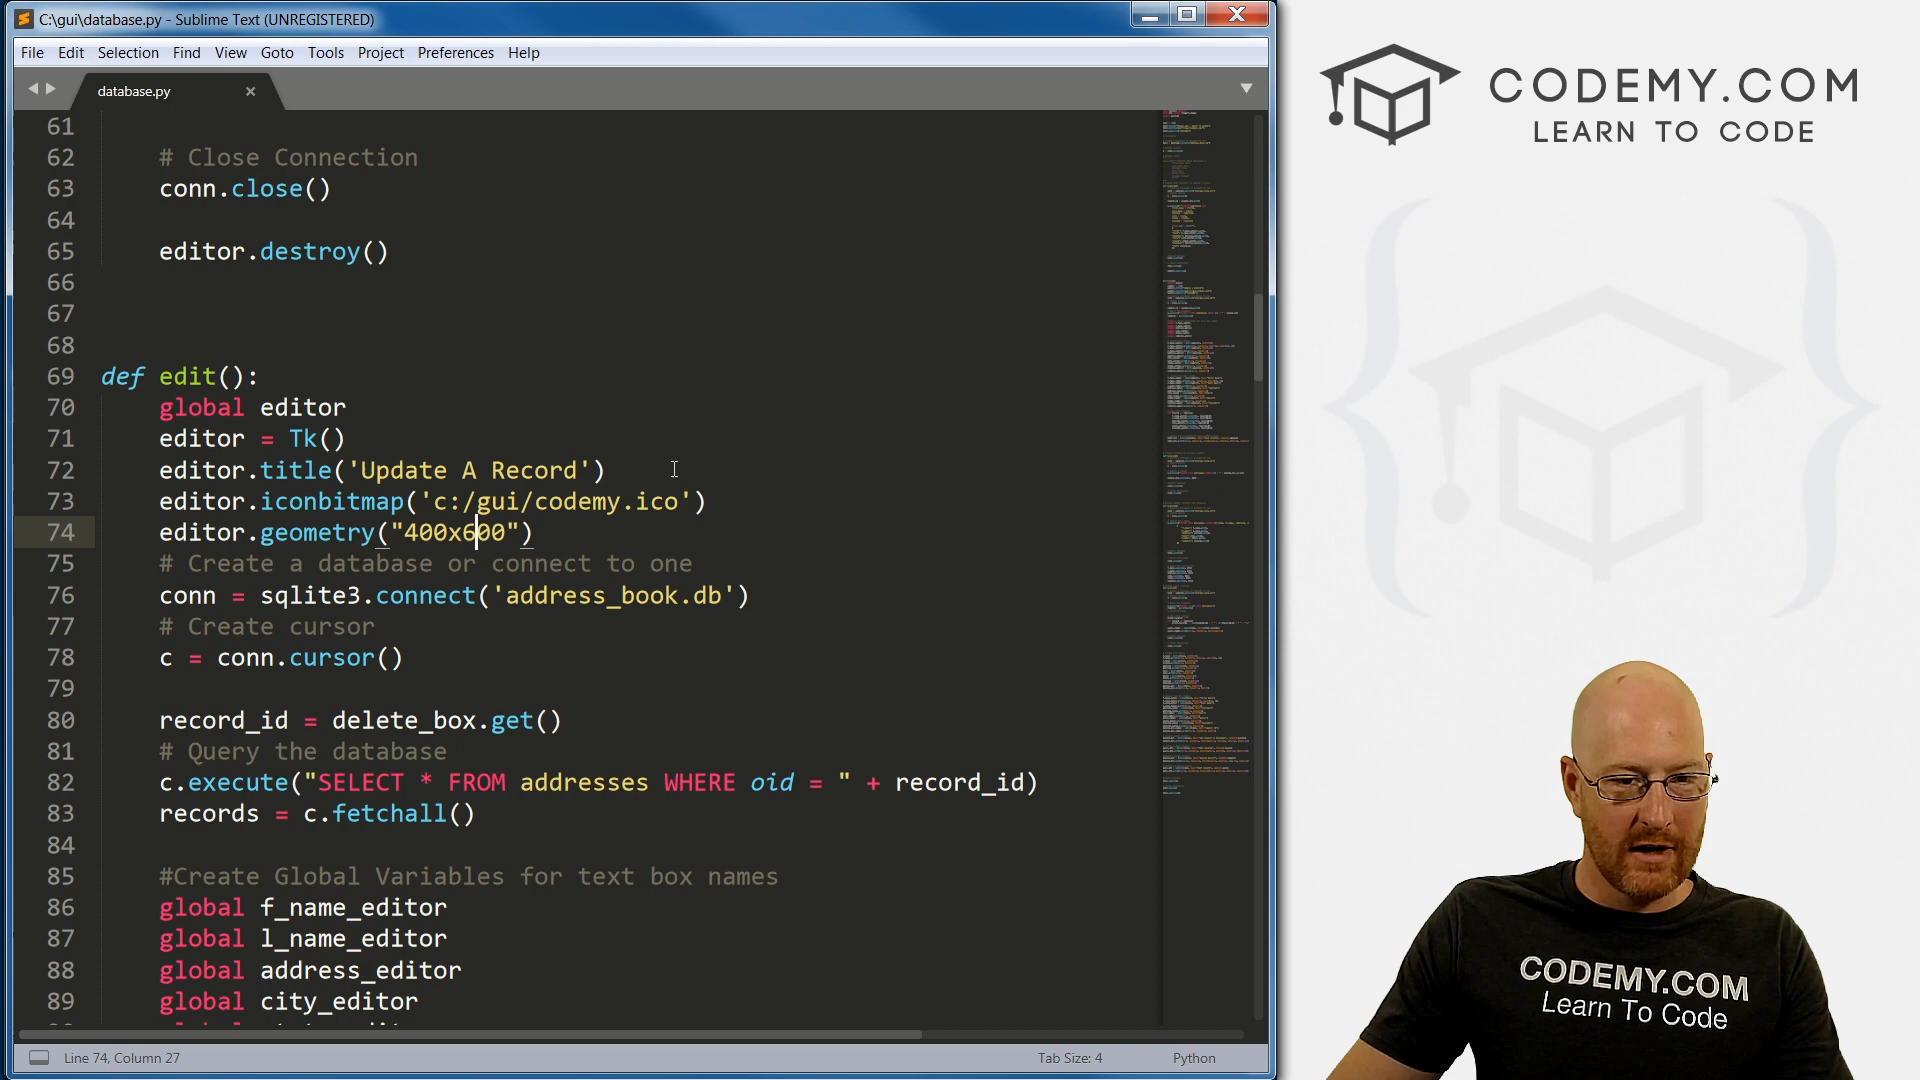 C:\gui\database.py - Sublime Text (UNREGISTERED)
File Edit Selection Find View Goto Tools Project Preferences Help
database.py
61
62 # Close Connection
63 conn.close()
64
65 editor.destroy()
66
67
68
69 def edit():
70 global editor
71 editor = Tk()
72 editor.title('Update A Record')
73 editor.iconbitmap('c:/gui/codemy.ico')
74 editor.geometry("400x600")
75 # Create a database or connect to one
76 conn = sqlite3.connect('address_book.db')
77 # Create cursor
78 c = conn.cursor()
79
80 record_id = delete_box.get()
81 # Query the database
82 c.execute("SELECT * FROM addresses WHERE oid = " + record_id)
83 records = c.fetchall()
84
85 #Create Global Variables for text box names
86 global f_name_editor
87 global l_name_editor
88 global address_editor
89 global city_editor
Line 74, Column 27
Tab Size: 4
Python
CODEMY.COM
LEARN TO CODE
CODEMY.COM
Learn To Code